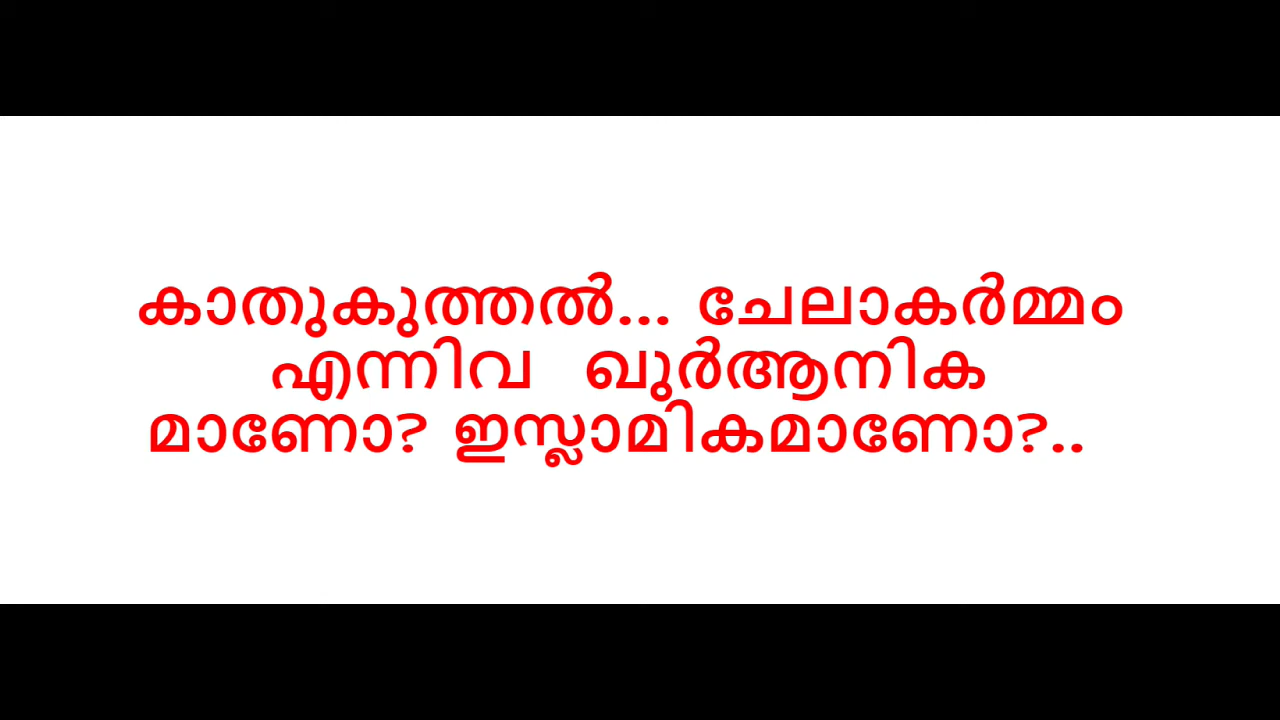 കാതുകുത്തൽ... ചേലാകർമ്മം
എന്നിവ ഖുർആനിക
മാണോ? ഇസ്ലാമികമാണോ?..